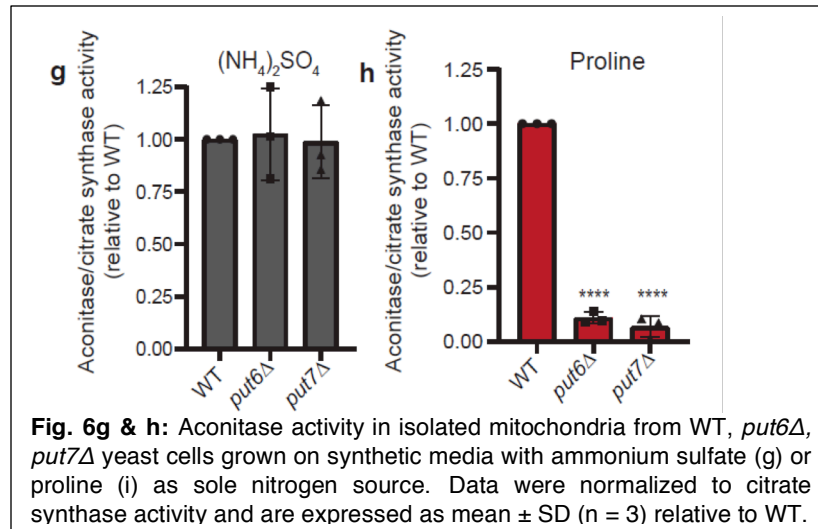 g
(NH4)2SO4
Aconitase/citrate synthase activity
(relative to WT)
1.25
1.00
0.75
0.50
0.25
0.00
WT
put6Δ
put7Δ
h
Proline
Aconitase/citrate synthase activity
(relative to WT)
1.25
1.00
0.75
0.50
0.25
0.00
****
****
WT
put6Δ
put7Δ
Fig. 6g & h: Aconitase activity in isolated mitochondria from WT, put6Δ,
put7Δ yeast cells grown on synthetic media with ammonium sulfate (g) or
proline (i) as sole nitrogen source. Data were normalized to citrate
synthase activity and are expressed as mean ± SD (n = 3) relative to WT.